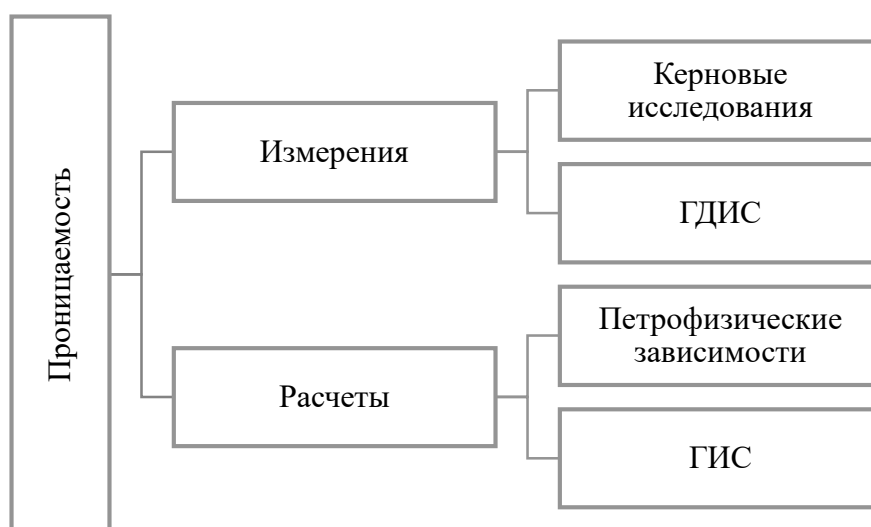 Проницаемость
Измерения
Керновые
исследования
ГДИС
Расчеты
Петрофизические
зависимости
ГИС